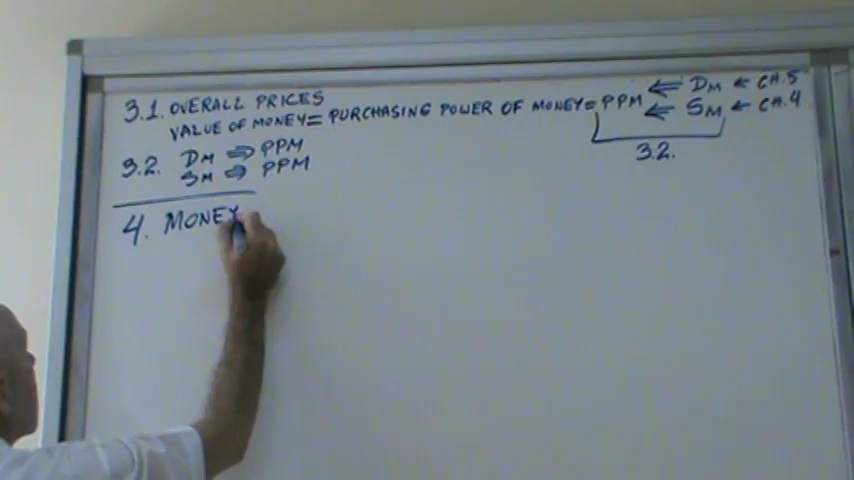 3.1. OVERALL PRICES
VALUE OF MONEY = PURCHASING POWER OF MONEY = PPM ⇐ DM ← CH.5
⇐ SM ← CH.4
3.2.
3.2. DM ⇒ PPM
SM ⇒ PPM
4. MONEY